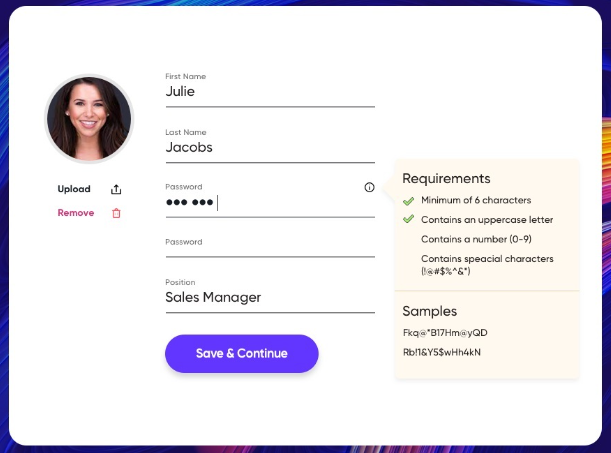 First Name
Julie
Last Name
Jacobs
Upload
Remove
Password
Password
Position
Sales Manager
Save & Continue
Requirements
Minimum of 6 characters
Contains an uppercase letter
Contains a number (0-9)
Contains speacial characters
(!@#$%^&*)
Samples
Fkq@*B17Hm@yQD
Rb!1&Y5$wHh4kN